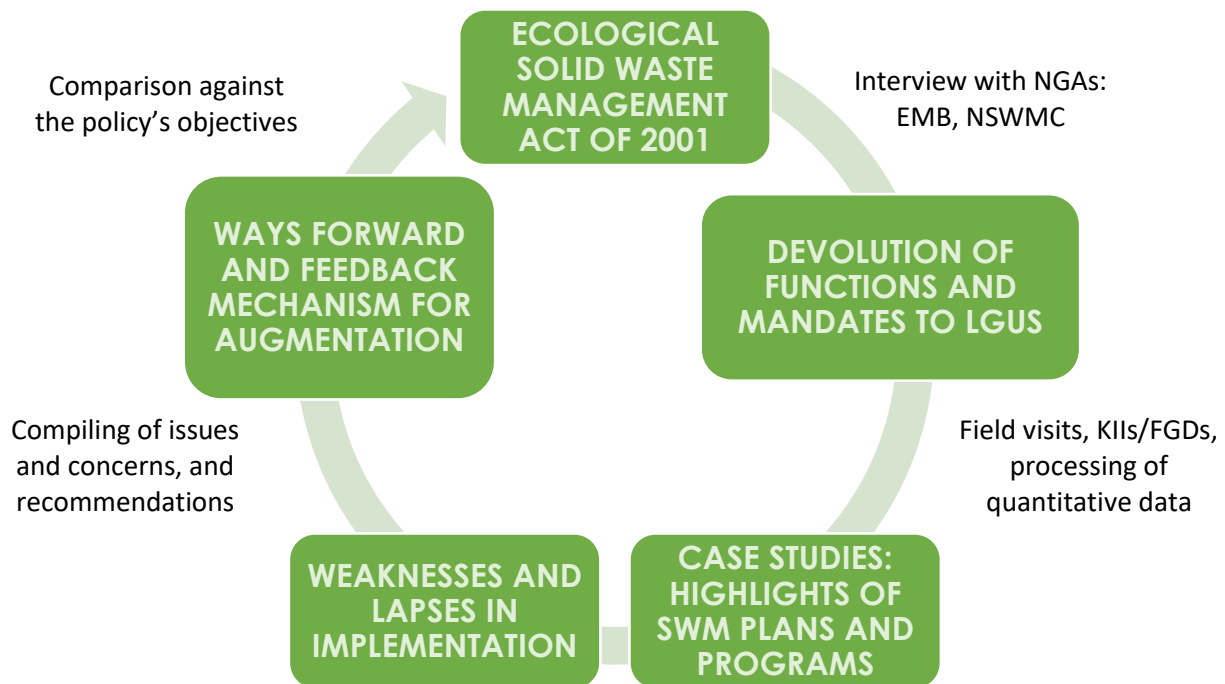 ECOLOGICAL
SOLID WASTE
MANAGEMENT
ACT OF 2001
Interview with NGAs:
EMB, NSWMC
DEVOLUTION OF
FUNCTIONS AND
MANDATES TO LGUS
Field visits, KIIs/FGDs,
processing of
quantitative data
CASE STUDIES:
HIGHLIGHTS OF
SWM PLANS AND
PROGRAMS
WEAKNESSES AND
LAPSES IN
IMPLEMENTATION
Compiling of issues
and concerns, and
recommendations
WAYS FORWARD
AND FEEDBACK
MECHANISM FOR
AUGMENTATION
Comparison against
the policy’s objectives